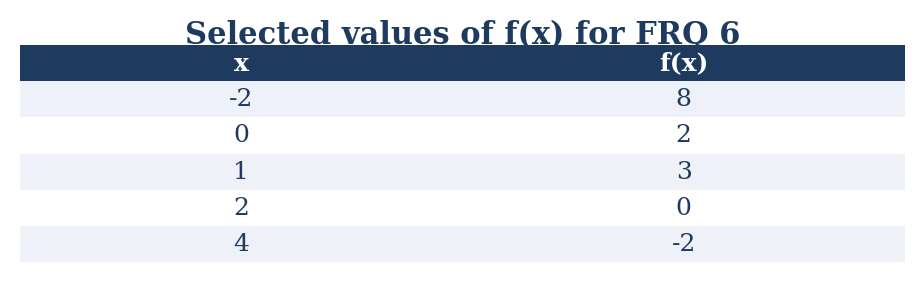 Selected values of f(x) for FRQ 6
x f(x)
-2 8
0 2
1 3
2 0
4 -2